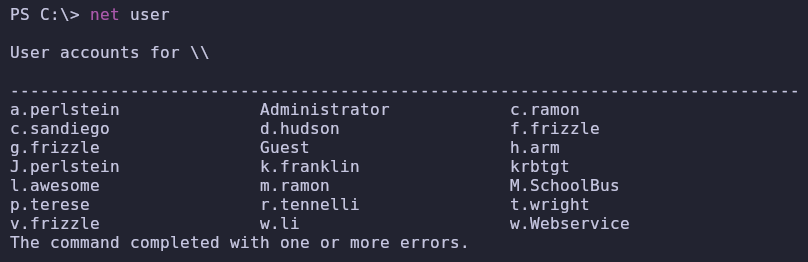 PS C:\> net user
User accounts for \\
-------------------------------------------------------------------------------
a.perlstein Administrator c.ramon
c.sandiego d.hudson f.frizzle
g.frizzle Guest h.arm
J.perlstein k.franklin krbtgt
l.awesome m.ramon M.SchoolBus
p.terese r.tennelli t.wright
v.frizzle w.li w.Webservice
The command completed with one or more errors.